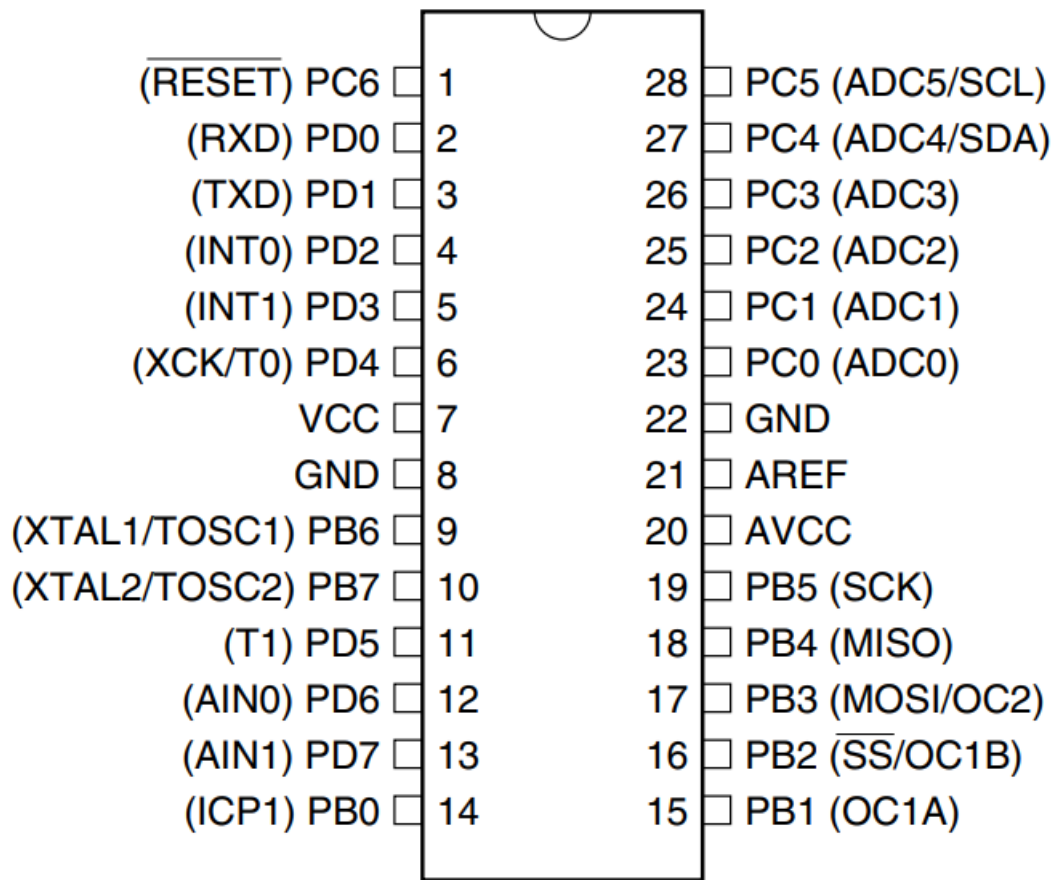 (RESET) PC6 1 28 PC5 (ADC5/SCL)
(RXD) PD0 2 27 PC4 (ADC4/SDA)
(TXD) PD1 3 26 PC3 (ADC3)
(INT0) PD2 4 25 PC2 (ADC2)
(INT1) PD3 5 24 PC1 (ADC1)
(XCK/T0) PD4 6 23 PC0 (ADC0)
VCC 7 22 GND
GND 8 21 AREF
(XTAL1/TOSC1) PB6 9 20 AVCC
(XTAL2/TOSC2) PB7 10 19 PB5 (SCK)
(T1) PD5 11 18 PB4 (MISO)
(AIN0) PD6 12 17 PB3 (MOSI/OC2)
(AIN1) PD7 13 16 PB2 (SS/OC1B)
(ICP1) PB0 14 15 PB1 (OC1A)